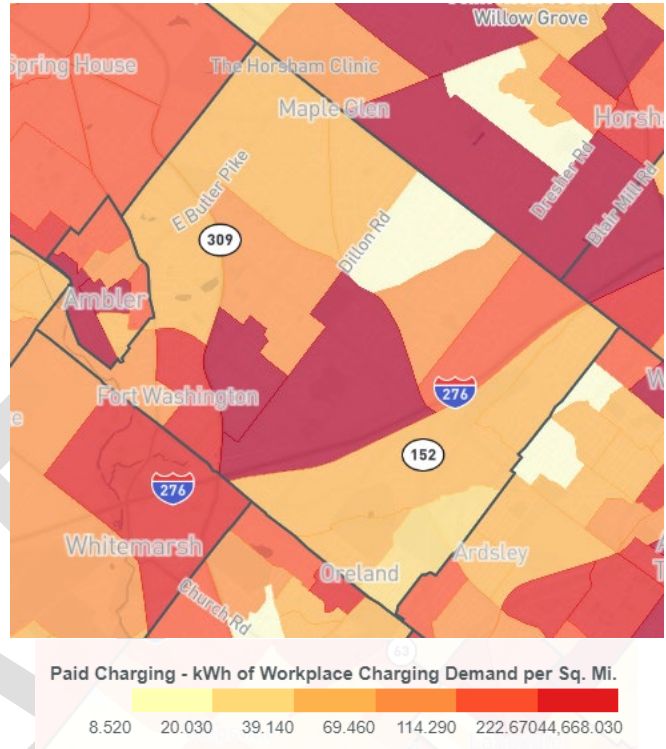 Willow Grove
Spring House
The Horsham Clinic
Maple Glen
Horsha
Dresher Rd
E Butler Pike
Blair Mill Rd
309
Dillon Rd
Ambler
Fort Washington
276
W
e
152
276
Whitemarsh
Ardsley
Oreland
Church Rd
63
Paid Charging - kWh of Workplace Charging Demand per Sq. Mi.
8.520 20.030 39.140 69.460 114.290 222.67044,668.030